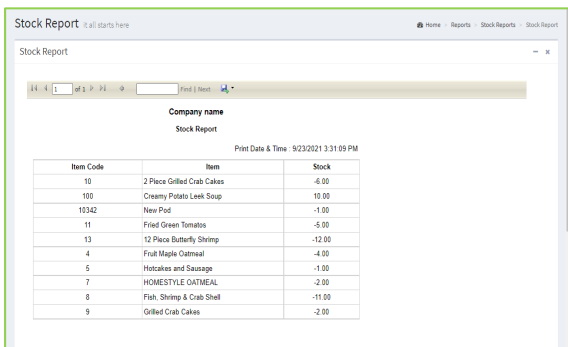 Stock Report It all starts here
Home > Reports > Stock Reports > Stock Report
Stock Report
1 of 1 Find | Next
Company name
Stock Report
Print Date & Time : 9/23/2021 3:31:09 PM
Item Code Item Stock
10 2 Piece Grilled Crab Cakes -6.00
100 Creamy Potato Leek Soup 10.00
10342 New Pod -1.00
11 Fried Green Tomatos -5.00
13 12 Piece Butterfly Shrimp -12.00
4 Fruit Maple Oatmeal -4.00
5 Hotcakes and Sausage -1.00
7 HOMESTYLE OATMEAL -2.00
8 Fish, Shrimp & Crab Shell -11.00
9 Grilled Crab Cakes -2.00